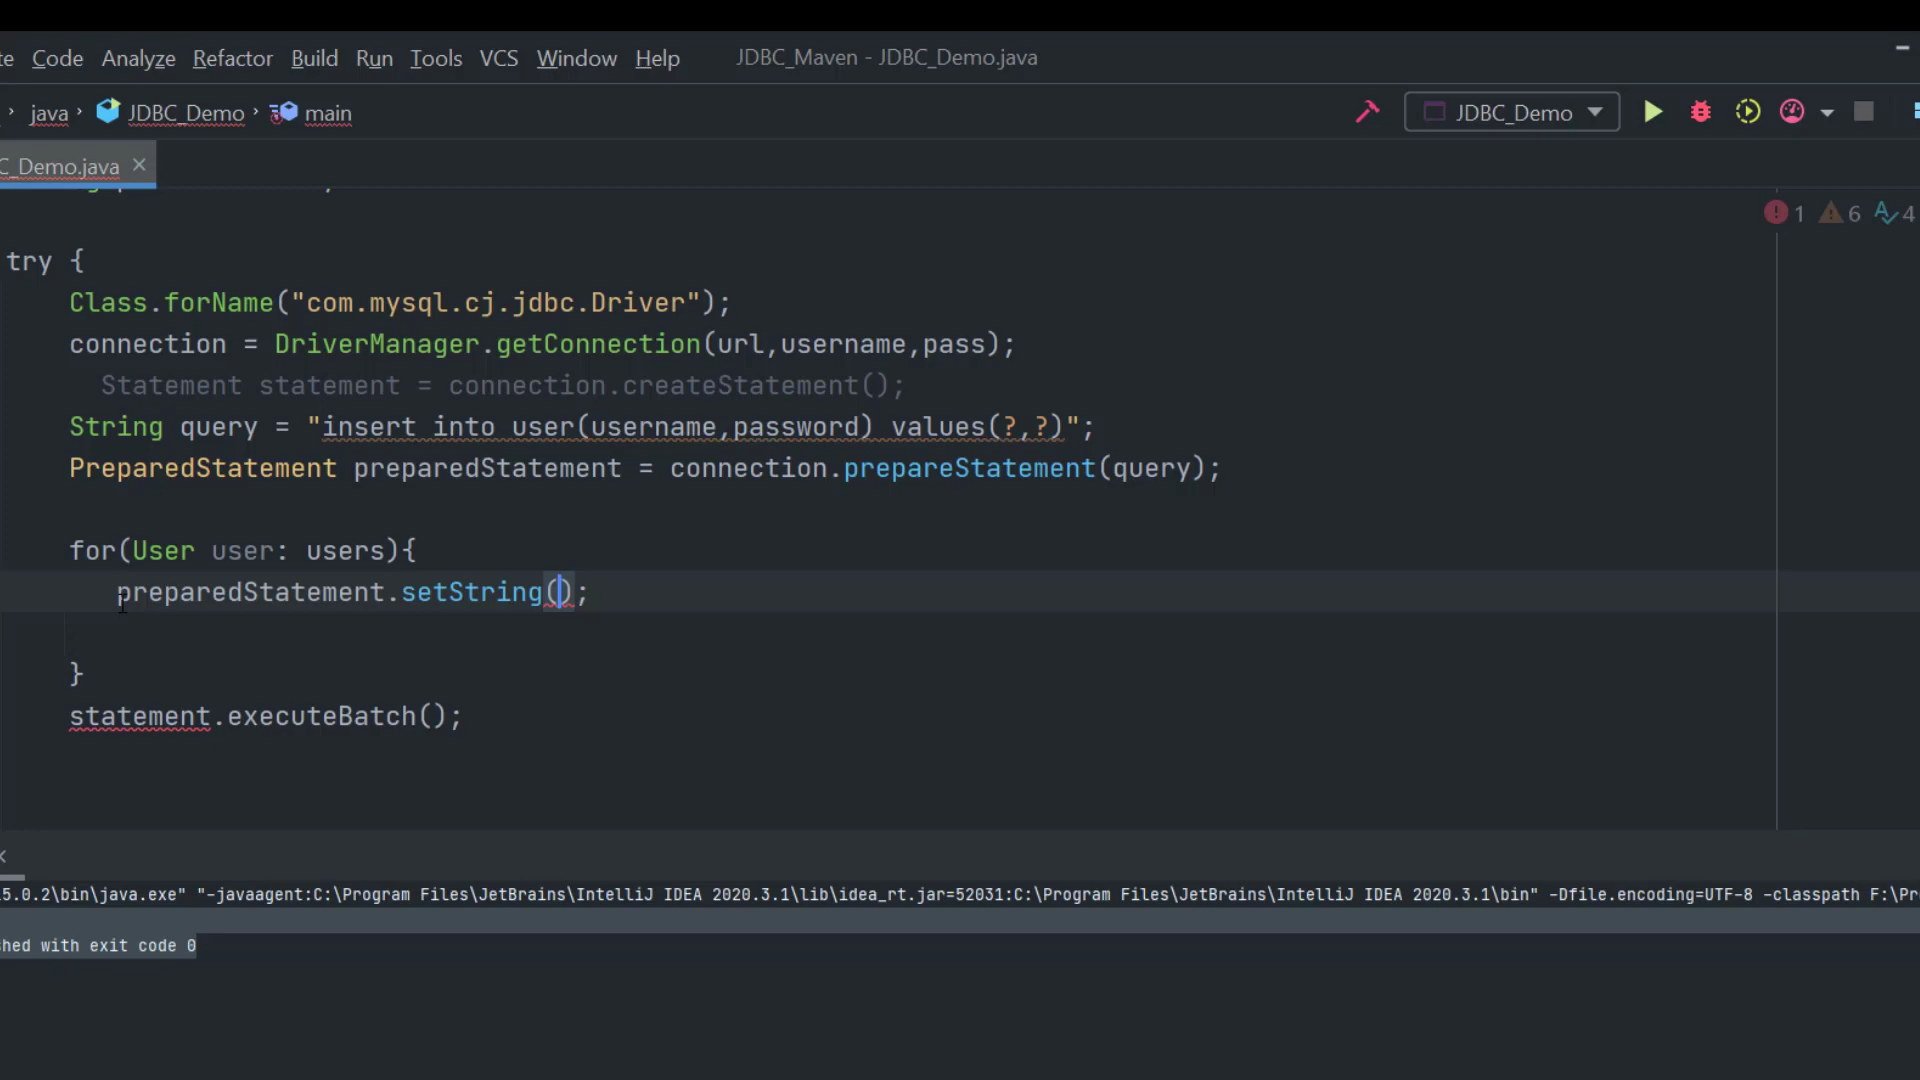 te Code Analyze Refactor Build Run Tools VCS Window Help JDBC_Maven - JDBC_Demo.java
java JDBC_Demo main JDBC_Demo
C_Demo.java
1 6 4
try {
Class.forName("com.mysql.cj.jdbc.Driver");
connection = DriverManager.getConnection(url,username,pass);
Statement statement = connection.createStatement();
String query = "insert into user(username,password) values(?,?)";
PreparedStatement preparedStatement = connection.prepareStatement(query);
for(User user: users){
preparedStatement.setString();
}
statement.executeBatch();
5.0.2\bin\java.exe" "-javaagent:C:\Program Files\JetBrains\IntelliJ IDEA 2020.3.1\lib\idea_rt.jar=52031:C:\Program Files\JetBrains\IntelliJ IDEA 2020.3.1\bin" -Dfile.encoding=UTF-8 -classpath F:\Pr
shed with exit code 0